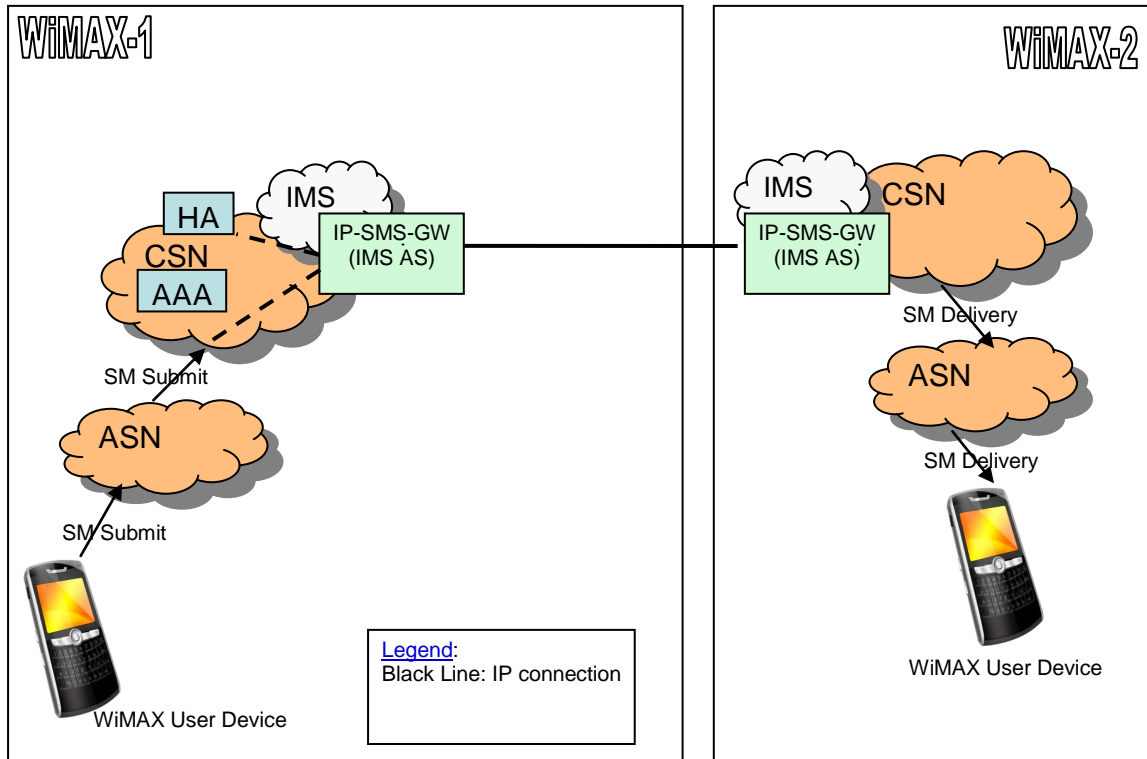 WiMAX-1
HA
IMS
CSN
AAA
IP-SMS-GW
(IMS AS)
SM Submit
ASN
SM Submit
WiMAX User Device
Legend:
Black Line: IP connection
WiMAX-2
IMS
CSN
IP-SMS-GW
(IMS AS)
SM Delivery
ASN
SM Delivery
WiMAX User Device